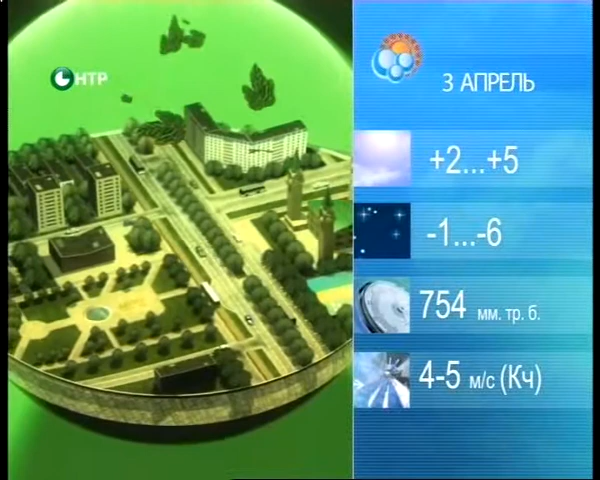 НТР
3 АПРЕЛЬ
+2...+5
-1...-6
754 мм. тр. б.
4-5 м/с (Кч)